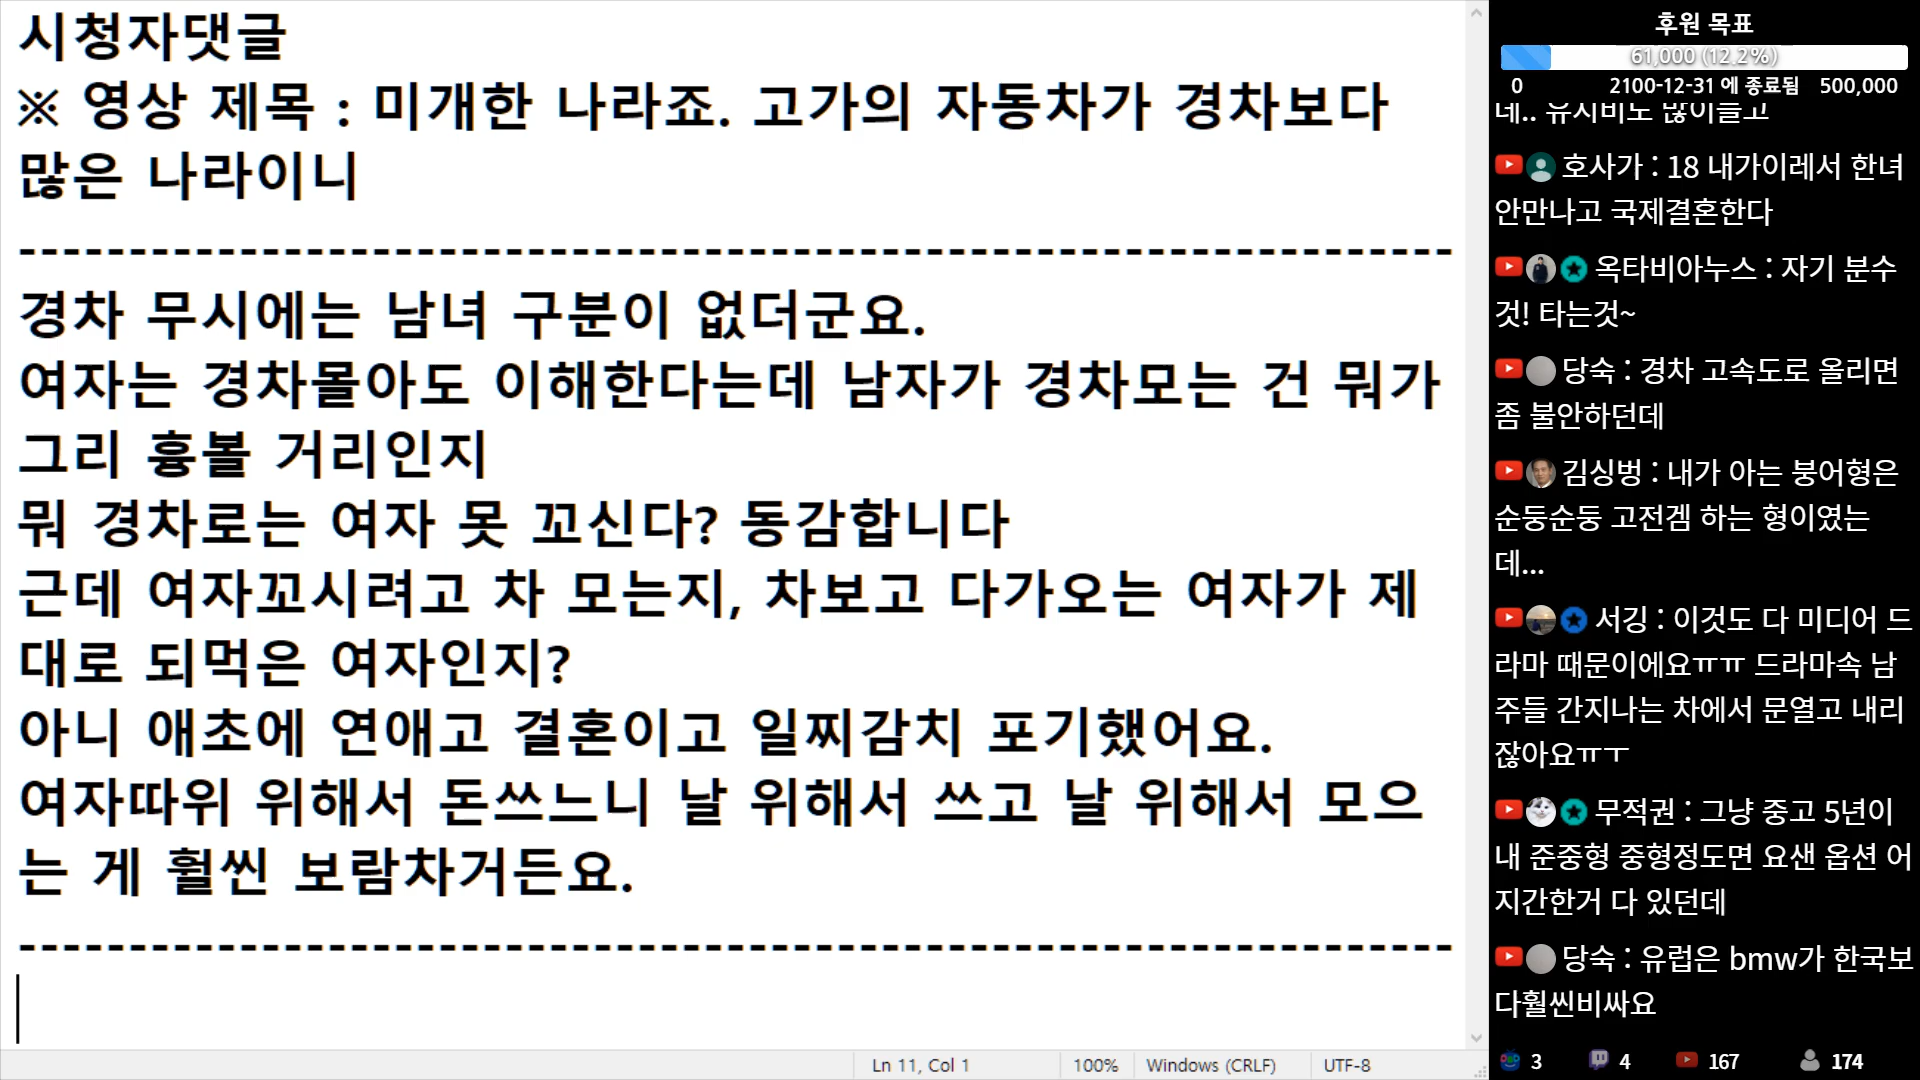 시청자댓글
※ 영상 제목 : 미개한 나라죠. 고가의 자동차가 경차보다
많은 나라이니
--------------------------------------------------------------------
경차 무시에는 남녀 구분이 없더군요.
여자는 경차몰아도 이해한다는데 남자가 경차모는 건 뭐가
그리 흉볼 거리인지
뭐 경차로는 여자 못 꼬신다? 동감합니다
근데 여자꼬시려고 차 모는지, 차보고 다가오는 여자가 제
대로 되먹은 여자인지?
아니 애초에 연애고 결혼이고 일찌감치 포기했어요.
여자따위 위해서 돈쓰느니 날 위해서 쓰고 날 위해서 모으
는 게 훨씬 보람차거든요.
--------------------------------------------------------------------
Ln 11, Col 1 100% Windows (CRLF) UTF-8
후원 목표
61,000 (12.2%)
0 2100-12-31 에 종료됨 500,000
데.. 유지비도 많이들고
호사가 : 18 내가이레서 한녀
안만나고 국제결혼한다
옥타비아누스 : 자기 분수
것! 타는것~
당숙 : 경차 고속도로 올리면
좀 불안하던데
김싱벙 : 내가 아는 붕어형은
순둥순둥 고전겜 하는 형이였는
데...
서깅 : 이것도 다 미디어 드
라마 때문이에요ㅠㅠ 드라마속 남
주들 간지나는 차에서 문열고 내리
잖아요ㅠㅜ
무적권 : 그냥 중고 5년이
내 준중형 중형정도면 요샌 옵션 어
지간한거 다 있던데
당숙 : 유럽은 bmw가 한국보
다훨씬비싸요
3 4 167 174